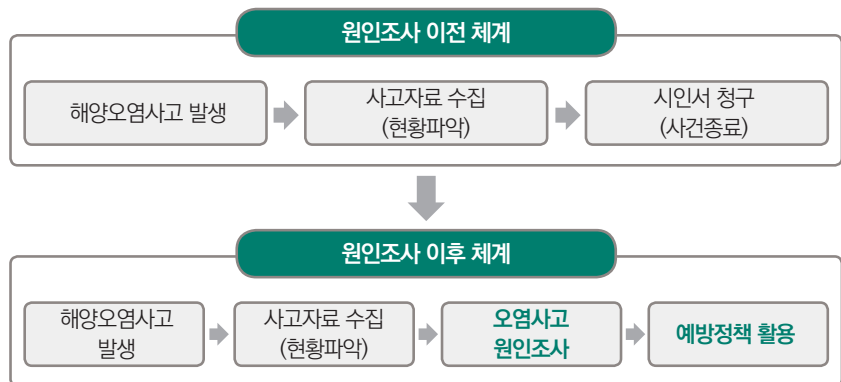 원인조사 이전 체계
해양오염사고 발생
사고자료 수집
(현황파악)
시인서 청구
(사건종료)
원인조사 이후 체계
해양오염사고
발생
사고자료 수집
(현황파악)
오염사고
원인조사
예방정책 활용